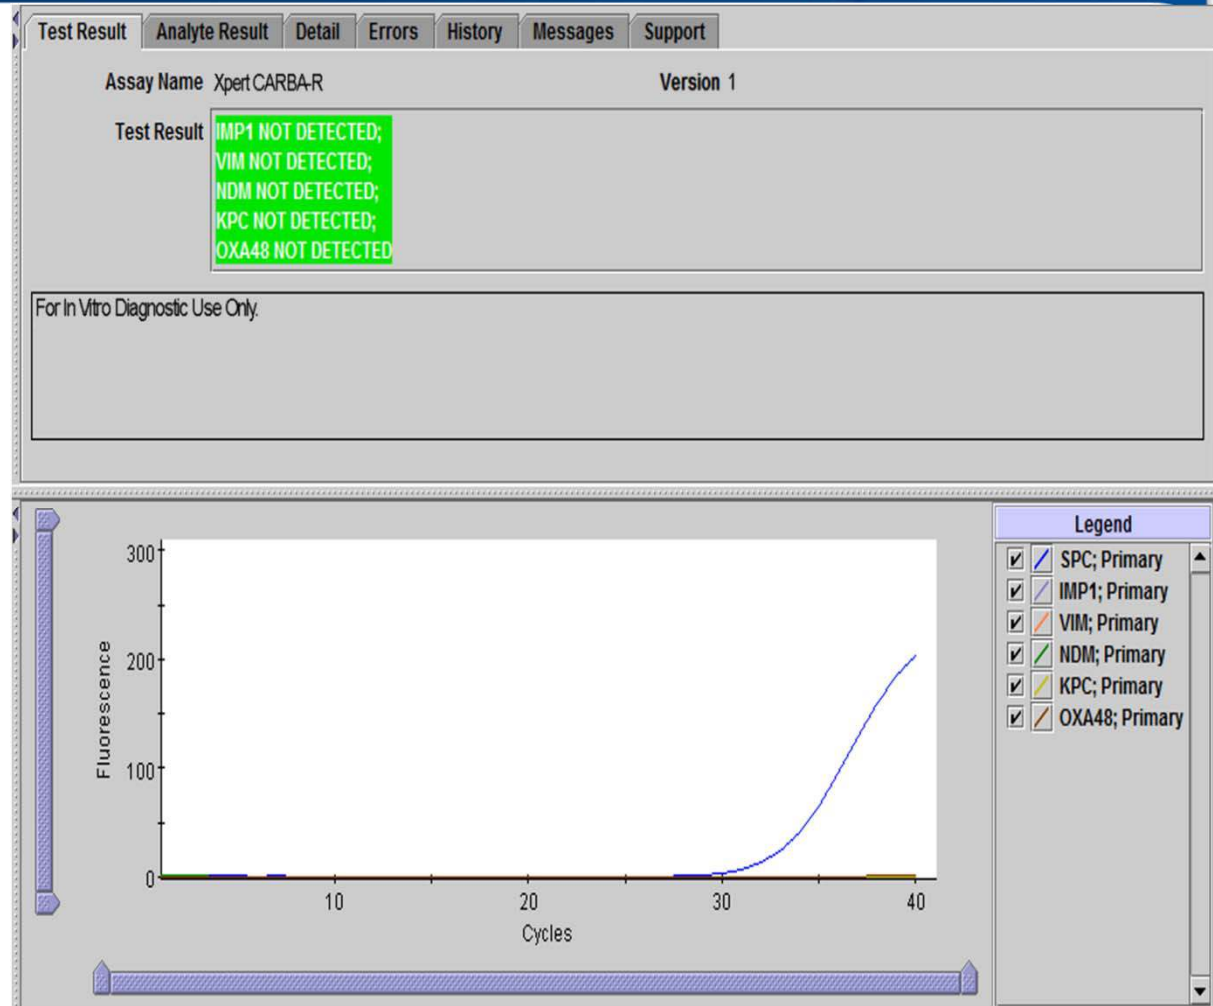 Test Result Analyte Result Detail Errors History Messages Support
Assay Name Xpert CARBA-R Version 1
Test Result IMP1 NOT DETECTED;
VIM NOT DETECTED;
NDM NOT DETECTED;
KPC NOT DETECTED;
OXA48 NOT DETECTED
For In Vitro Diagnostic Use Only.
Legend
SPC; Primary
IMP1; Primary
VIM; Primary
NDM; Primary
KPC; Primary
OXA48; Primary
300
200
100
0
Fluorescence
10 20 30 40
Cycles